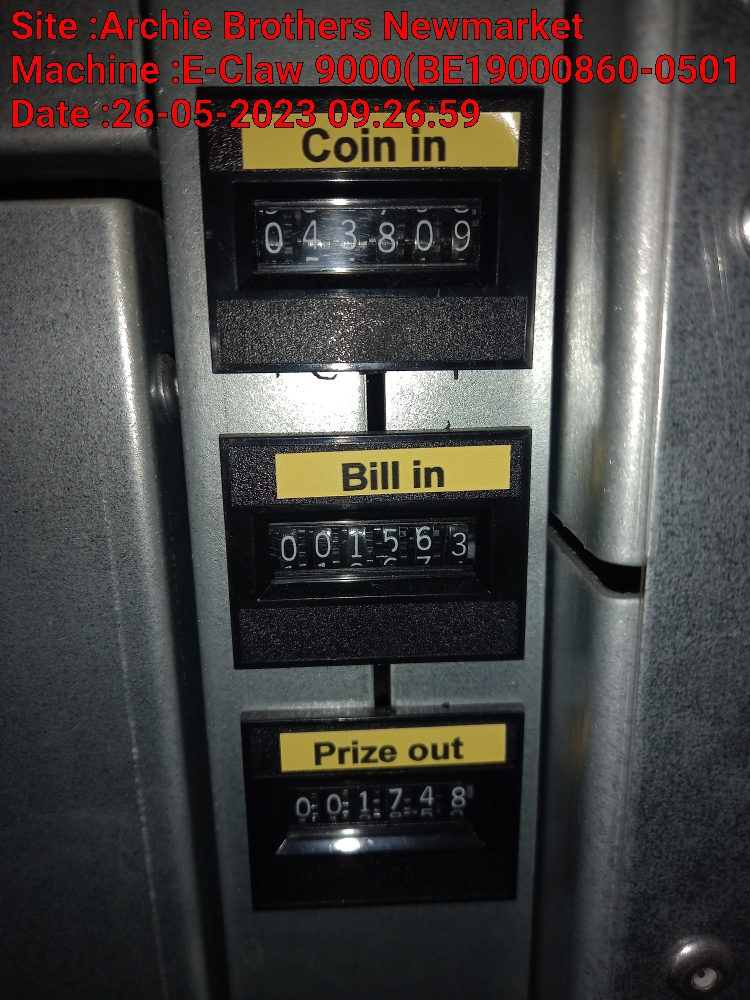 Site :Archie Brothers Newmarket
Machine :E-Claw 9000(BE19000860-0501
Date :26-05-2023 09:26:59
Coin in
043809
Bill in
001563
Prize out
001748